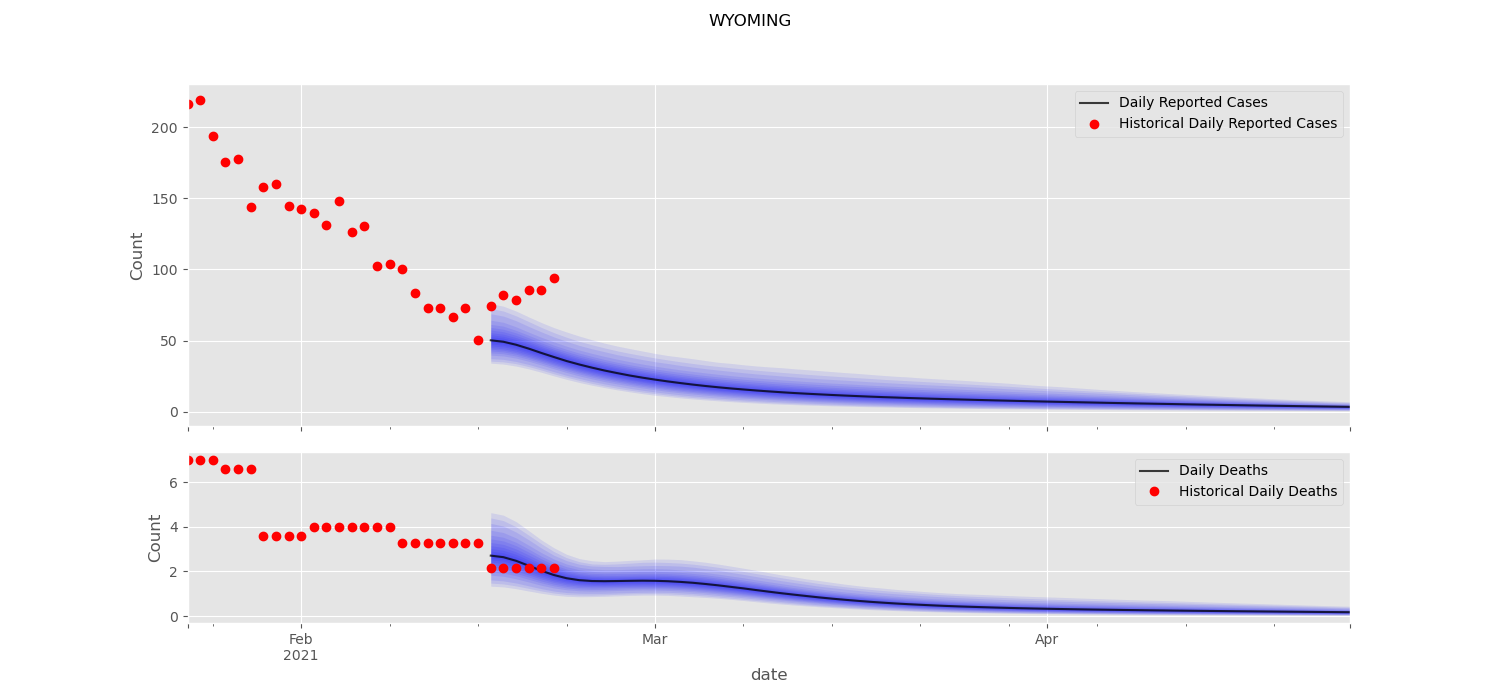 WYOMING
Daily Reported Cases
Historical Daily Reported Cases
200
150
100
50
0
Count
Daily Deaths
Historical Daily Deaths
6
4
2
0
Count
Feb
2021
Mar
Apr
date